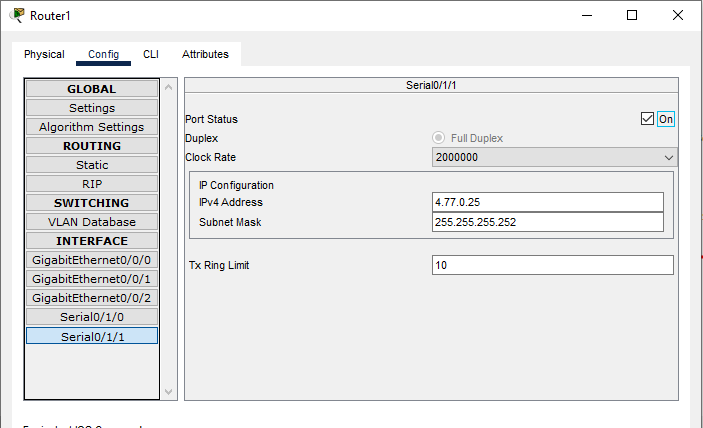 Router1
Physical Config CLI Attributes
GLOBAL
Settings
Algorithm Settings
ROUTING
Static
RIP
SWITCHING
VLAN Database
INTERFACE
GigabitEthernet0/0/0
GigabitEthernet0/0/1
GigabitEthernet0/0/2
Serial0/1/0
Serial0/1/1
Serial0/1/1
Port Status On
Duplex Full Duplex
Clock Rate 2000000
IP Configuration
IPv4 Address 4.77.0.25
Subnet Mask 255.255.255.252
Tx Ring Limit 10